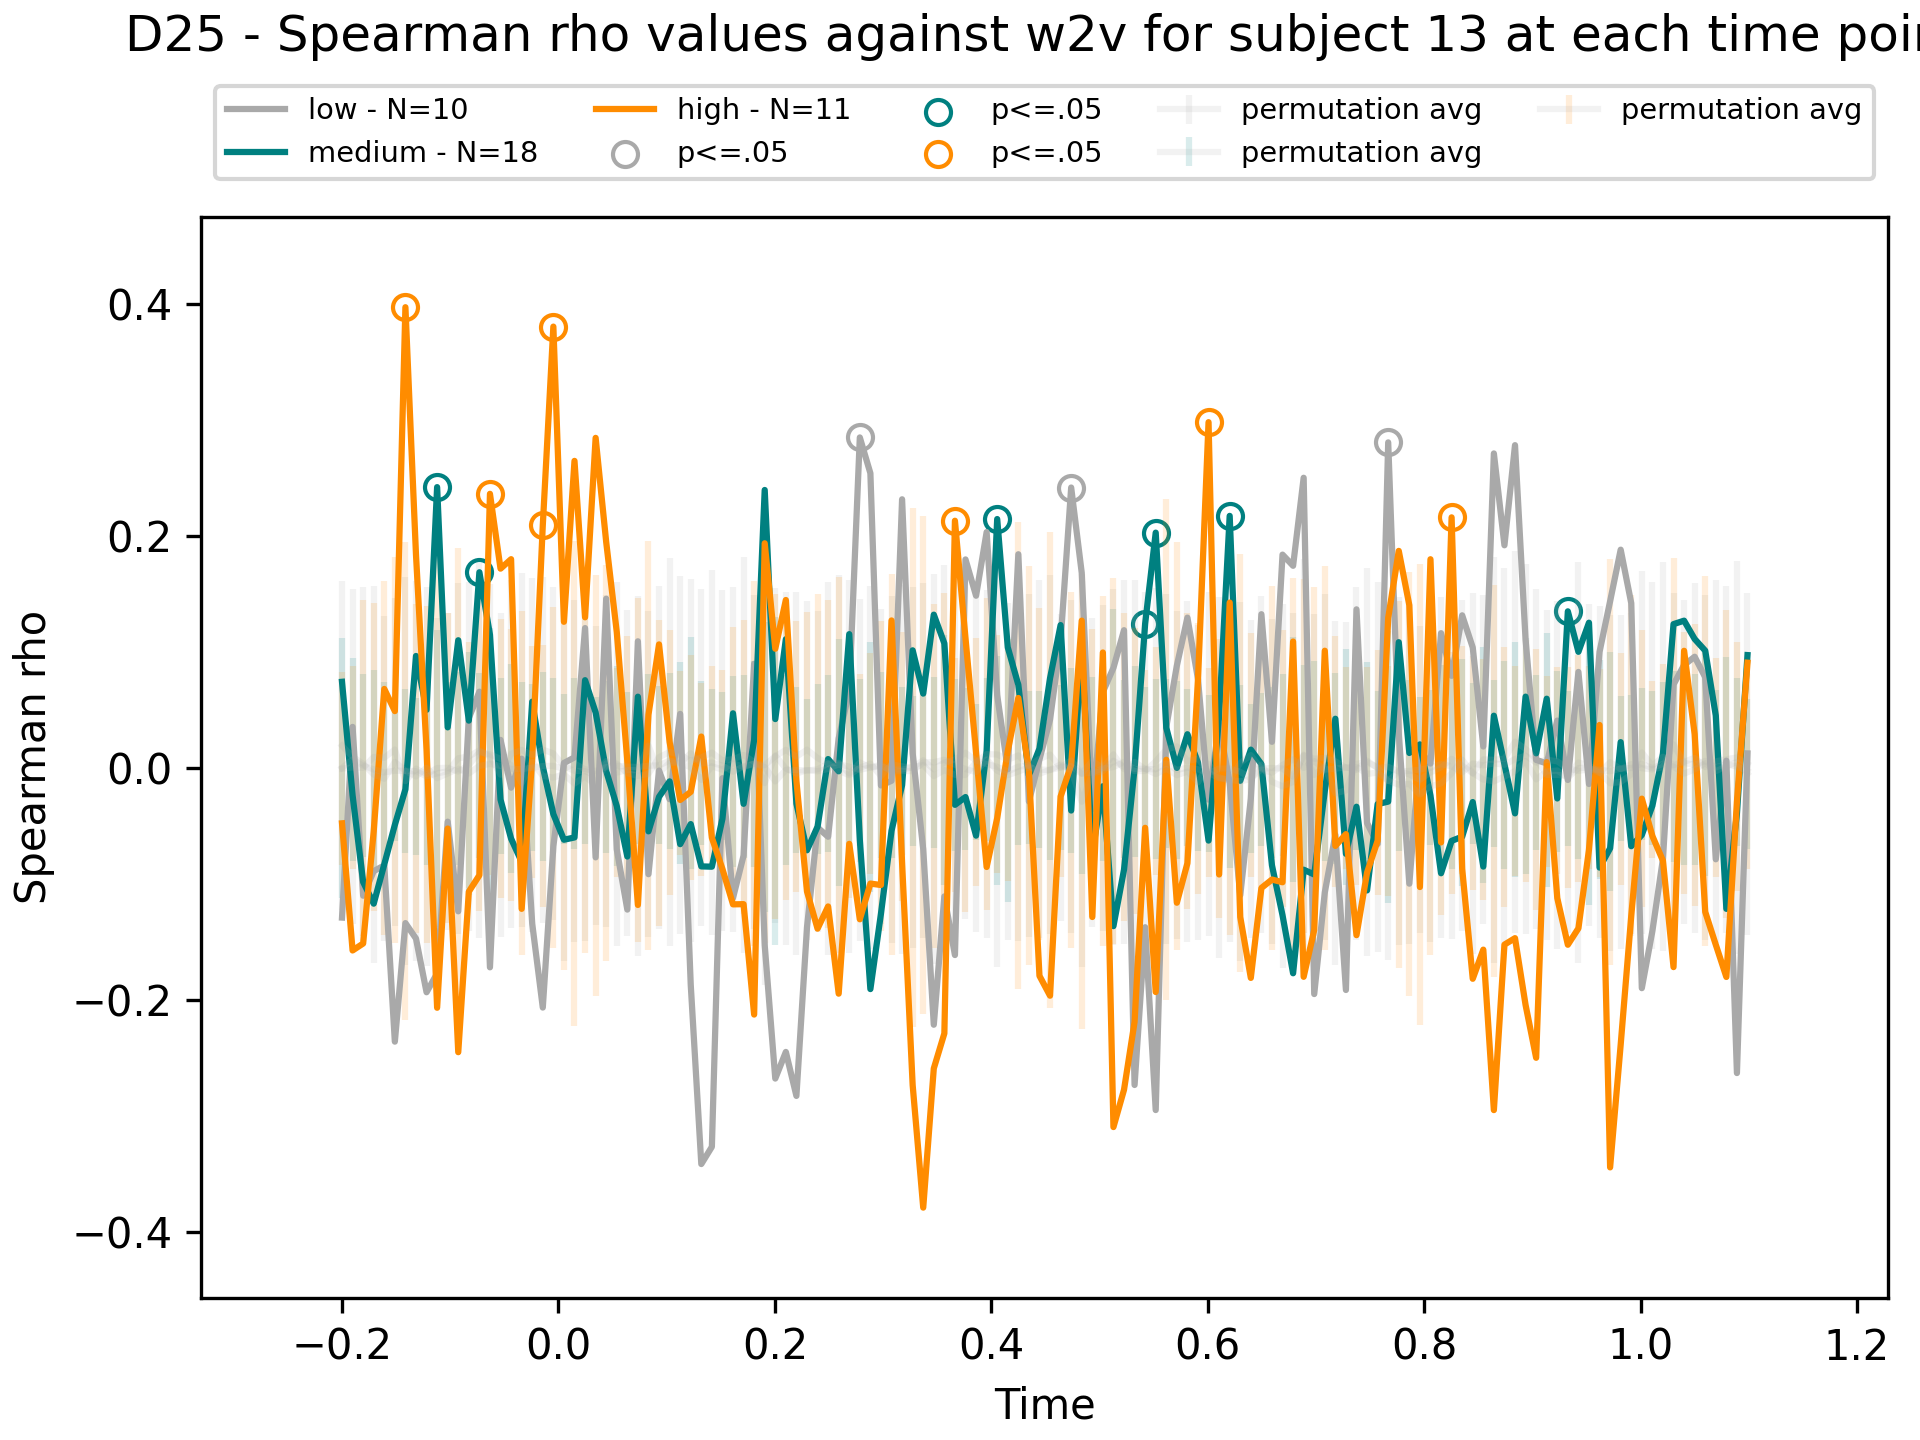 D25 - Spearman rho values against w2v for subject 13 at each time poi
low - N=10
medium - N=18
high - N=11
p<=.05
p<=.05
p<=.05
permutation avg
permutation avg
permutation avg
Spearman rho
0.4
0.2
0.0
−0.2
−0.4
−0.2 0.0 0.2 0.4 0.6 0.8 1.0 1.2
Time